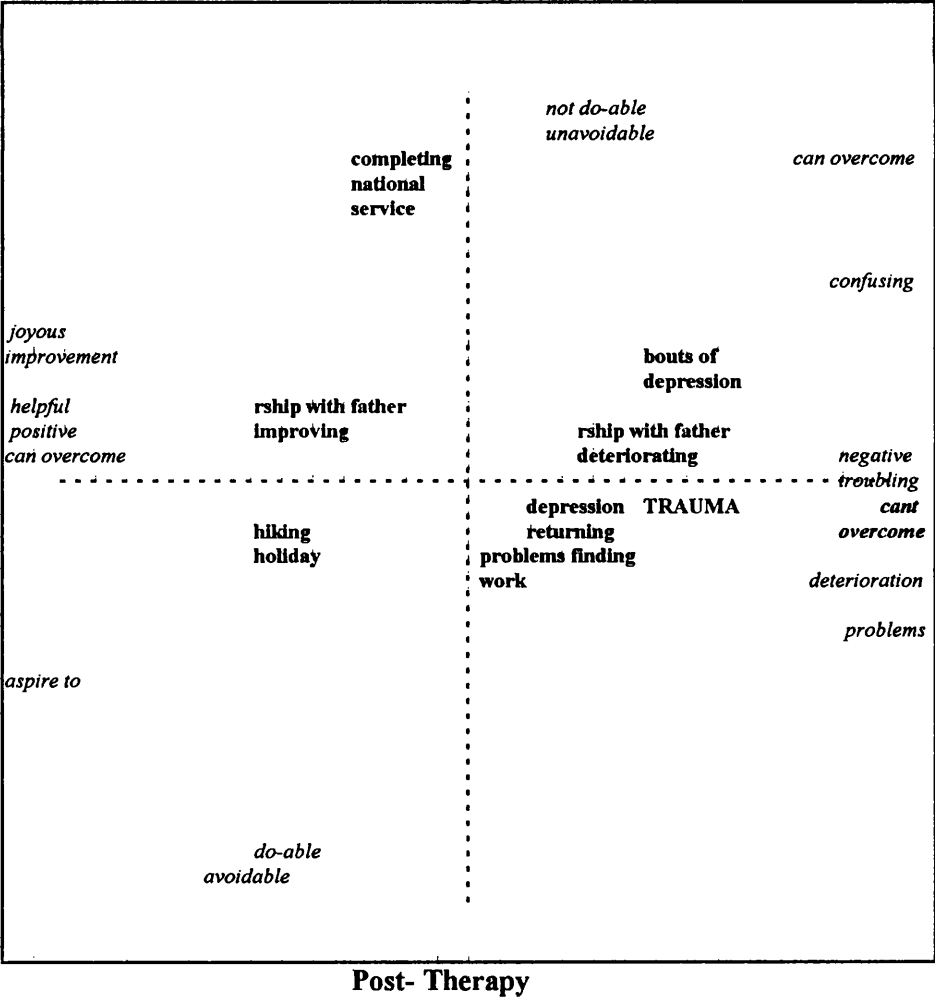 not do-able
unavoidable
completing
national
service
can overcome
confusing
joyous
improvement
bouts of
depression
helpful
positive
can overcome
rship with father
improving
rship with father
deteriorating
negative
troubling
cant
overcome
depression
returning
TRAUMA
hiking
holiday
problems finding
work
deterioration
problems
aspire to
do-able
avoidable
Post- Therapy